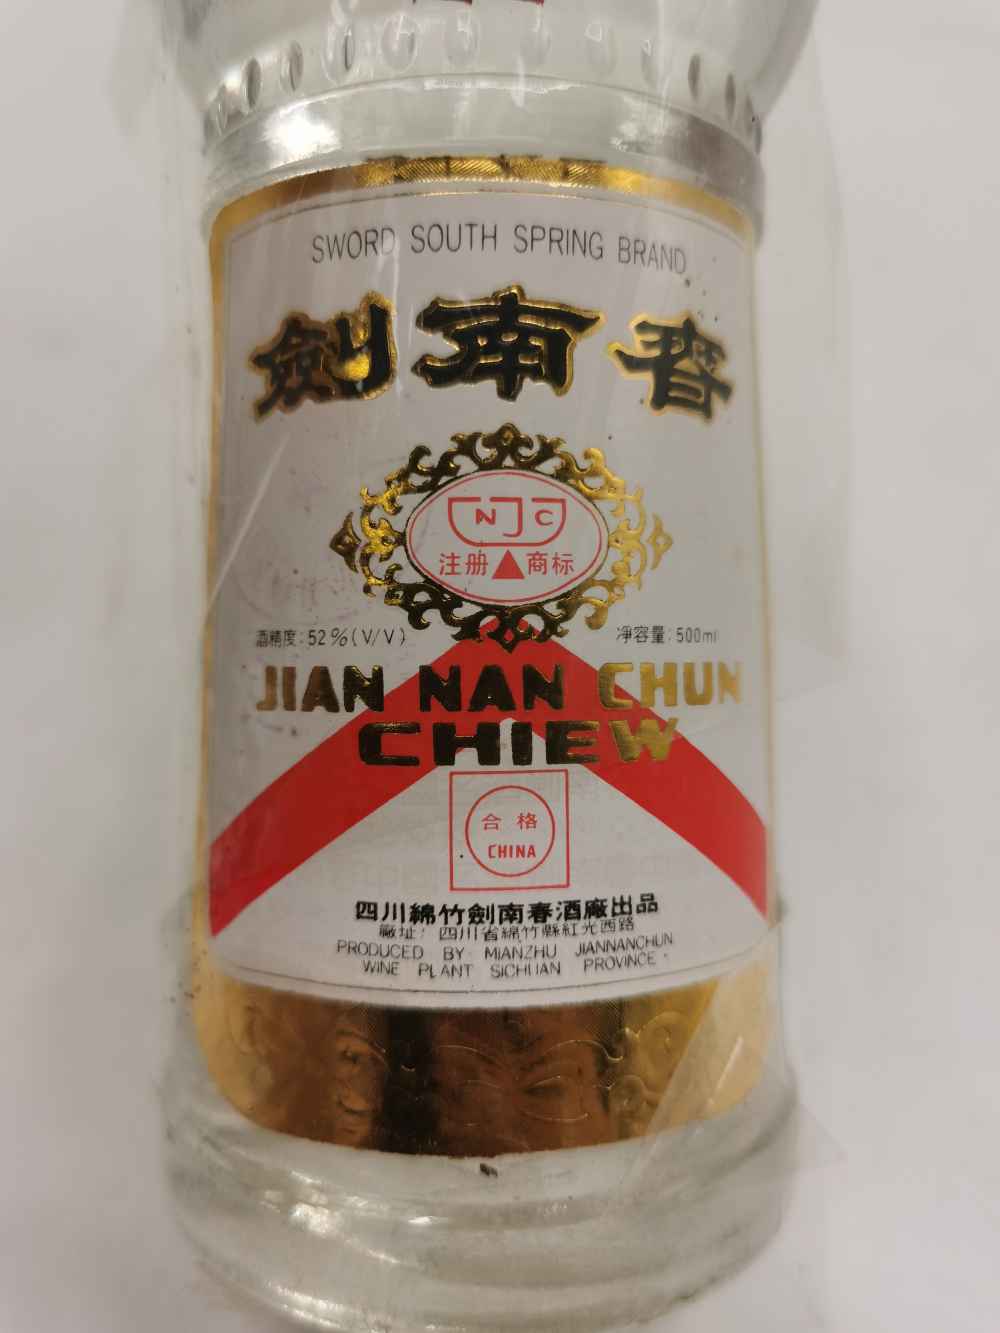 SWORD SOUTH SPRING BRAND
劍南春
NJC
注册▲商标
酒精度:52%(V/V) 净容量:500ml
JIAN NAN CHUN
CHIEW
合格
CHINA
四川綿竹劍南春酒廠出品
廠址:四川省綿竹縣紅光西路
PRODUCED BY MIANZHU JIANNANCHUN
WINE PLANT SICHUAN PROVINCE